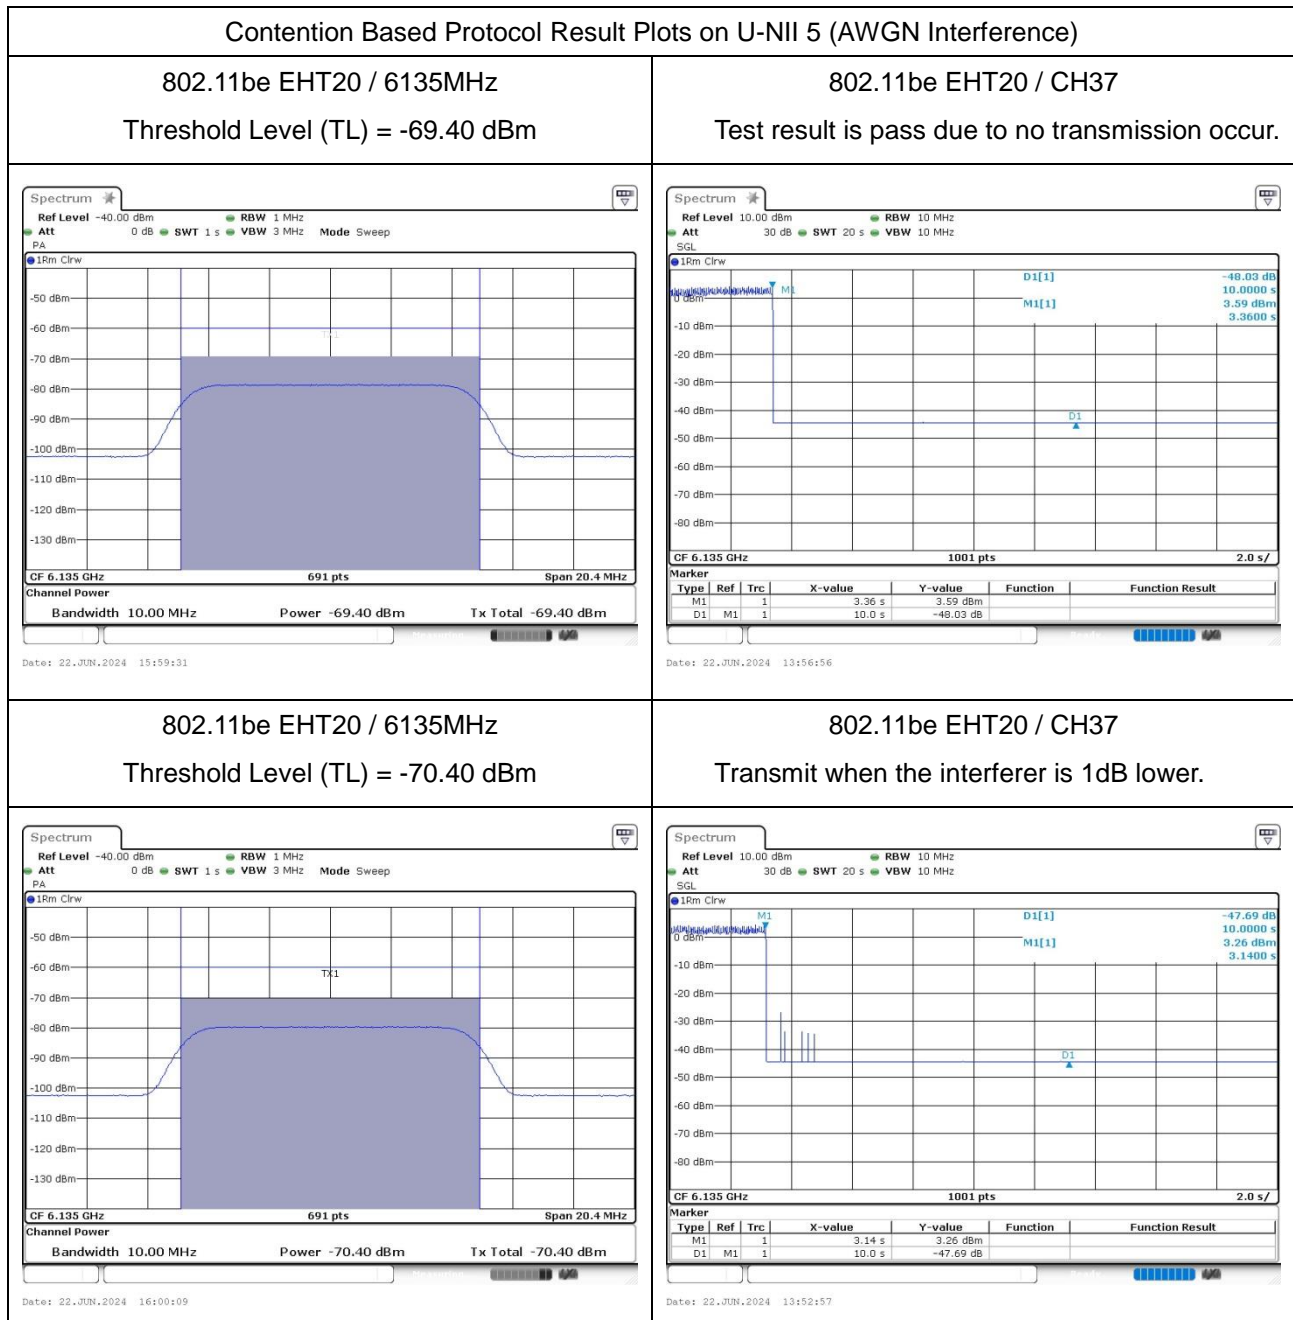 Contention Based Protocol Result Plots on U-NII 5 (AWGN Interference)
802.11be EHT20 / 6135MHz
Threshold Level (TL) = -69.40 dBm
802.11be EHT20 / CH37
Test result is pass due to no transmission occur.
Spectrum
Ref Level -40.00 dBm RBW 1 MHz
Att 0 dB SWT 1 s VBW 3 MHz Mode Sweep
PA
1Rm Clrw
-50 dBm
-60 dBm
TX1
-70 dBm
-80 dBm
-90 dBm
-100 dBm
-110 dBm
-120 dBm
-130 dBm
CF 6.135 GHz 691 pts Span 20.4 MHz
Channel Power
Bandwidth 10.00 MHz Power -69.40 dBm Tx Total -69.40 dBm
Date: 22.JUN.2024 15:59:31
Spectrum
Ref Level 10.00 dBm RBW 10 MHz
Att 30 dB SWT 20 s VBW 10 MHz
SGL
1Rm Clrw
D1[1] -48.03 dB
10.0000 s
M1[1] 3.59 dBm
3.3600 s
M1
0 dBm
-10 dBm
-20 dBm
-30 dBm
-40 dBm
D1
-50 dBm
-60 dBm
-70 dBm
-80 dBm
CF 6.135 GHz 1001 pts 2.0 s/
Marker
Type Ref Trc X-value Y-value Function Function Result
M1 1 3.36 s 3.59 dBm
D1 M1 1 10.0 s -48.03 dB
Date: 22.JUN.2024 13:56:56
802.11be EHT20 / 6135MHz
Threshold Level (TL) = -70.40 dBm
802.11be EHT20 / CH37
Transmit when the interferer is 1dB lower.
Spectrum
Ref Level -40.00 dBm RBW 1 MHz
Att 0 dB SWT 1 s VBW 3 MHz Mode Sweep
PA
1Rm Clrw
-50 dBm
-60 dBm
TX1
-70 dBm
-80 dBm
-90 dBm
-100 dBm
-110 dBm
-120 dBm
-130 dBm
CF 6.135 GHz 691 pts Span 20.4 MHz
Channel Power
Bandwidth 10.00 MHz Power -70.40 dBm Tx Total -70.40 dBm
Date: 22.JUN.2024 16:00:09
Spectrum
Ref Level 10.00 dBm RBW 10 MHz
Att 30 dB SWT 20 s VBW 10 MHz
SGL
1Rm Clrw
M1
D1[1] -47.69 dB
10.0000 s
M1[1] 3.26 dBm
3.1400 s
0 dBm
-10 dBm
-20 dBm
-30 dBm
-40 dBm
D1
-50 dBm
-60 dBm
-70 dBm
-80 dBm
CF 6.135 GHz 1001 pts 2.0 s/
Marker
Type Ref Trc X-value Y-value Function Function Result
M1 1 3.14 s 3.26 dBm
D1 M1 1 10.0 s -47.69 dB
Date: 22.JUN.2024 13:52:57